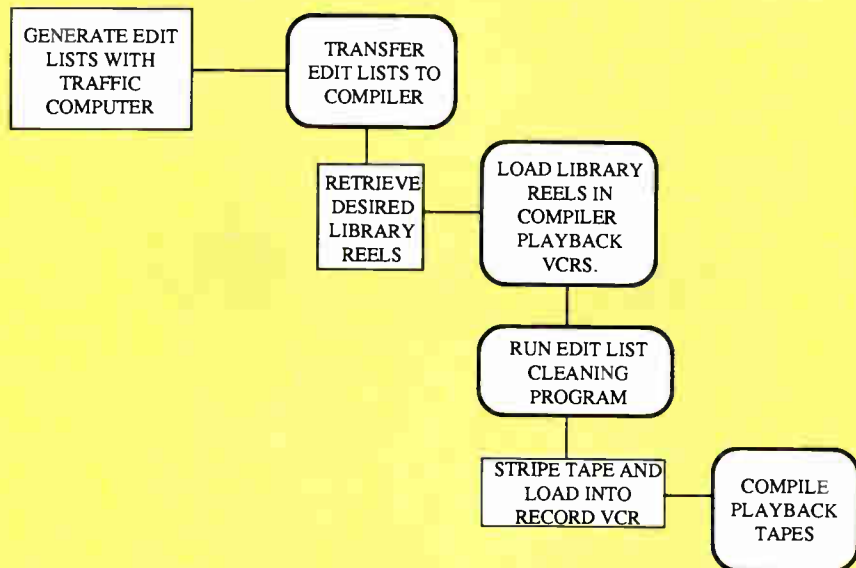 GENERATE EDIT
LISTS WITH
TRAFFIC
COMPUTER
TRANSFER
EDIT LISTS TO
COMPILER
RETRIEVE
DESIRED
LIBRARY
REELS
LOAD LIBRARY
REELS IN
COMPILER
PLAYBACK
VCRS.
RUN EDIT LIST
CLEANING
PROGRAM
STRIPE TAPE AND
LOAD INTO
RECORD VCR
COMPILE
PLAYBACK
TAPES